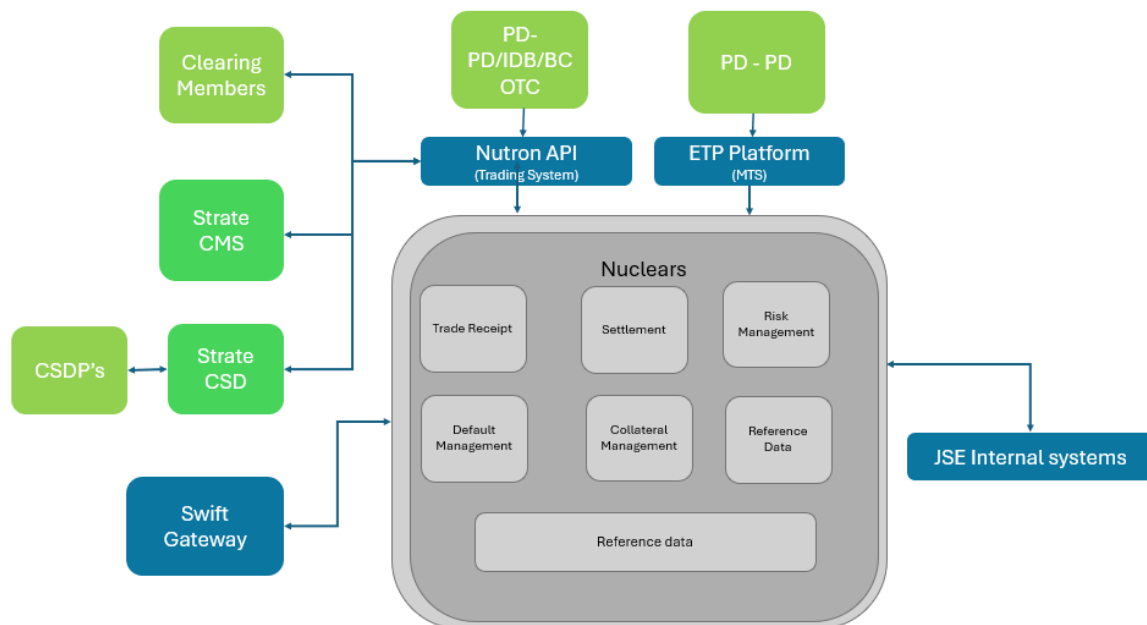 Clearing
Members
PD-
PD/IDB/BC
OTC
PD - PD
Nutron API
(Trading System)
ETP Platform
(MTS)
Strate
CMS
Nuclears
Trade Receipt
Settlement
Risk
Management
CSDP's
Strate
CSD
Default
Management
Collateral
Management
Reference
Data
JSE Internal systems
Swift
Gateway
Reference data